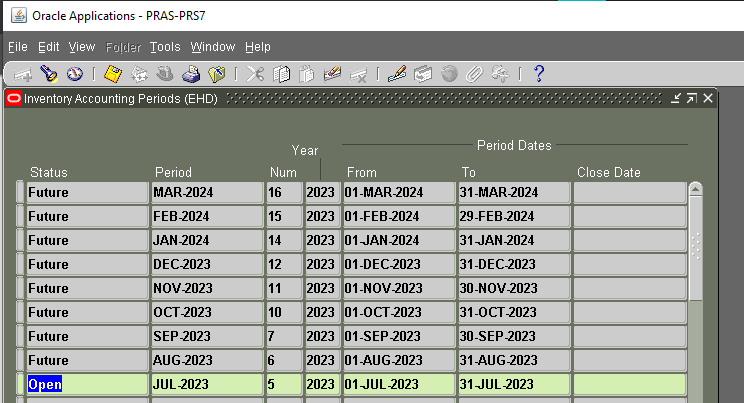 Oracle Applications - PRAS-PRS7
File Edit View Folder Tools Window Help
Inventory Accounting Periods (EHD)
Year Period Dates
Status Period Num From To Close Date
Future MAR-2024 16 2023 01-MAR-2024 31-MAR-2024
Future FEB-2024 15 2023 01-FEB-2024 29-FEB-2024
Future JAN-2024 14 2023 01-JAN-2024 31-JAN-2024
Future DEC-2023 12 2023 01-DEC-2023 31-DEC-2023
Future NOV-2023 11 2023 01-NOV-2023 30-NOV-2023
Future OCT-2023 10 2023 01-OCT-2023 31-OCT-2023
Future SEP-2023 7 2023 01-SEP-2023 30-SEP-2023
Future AUG-2023 6 2023 01-AUG-2023 31-AUG-2023
Open JUL-2023 5 2023 01-JUL-2023 31-JUL-2023